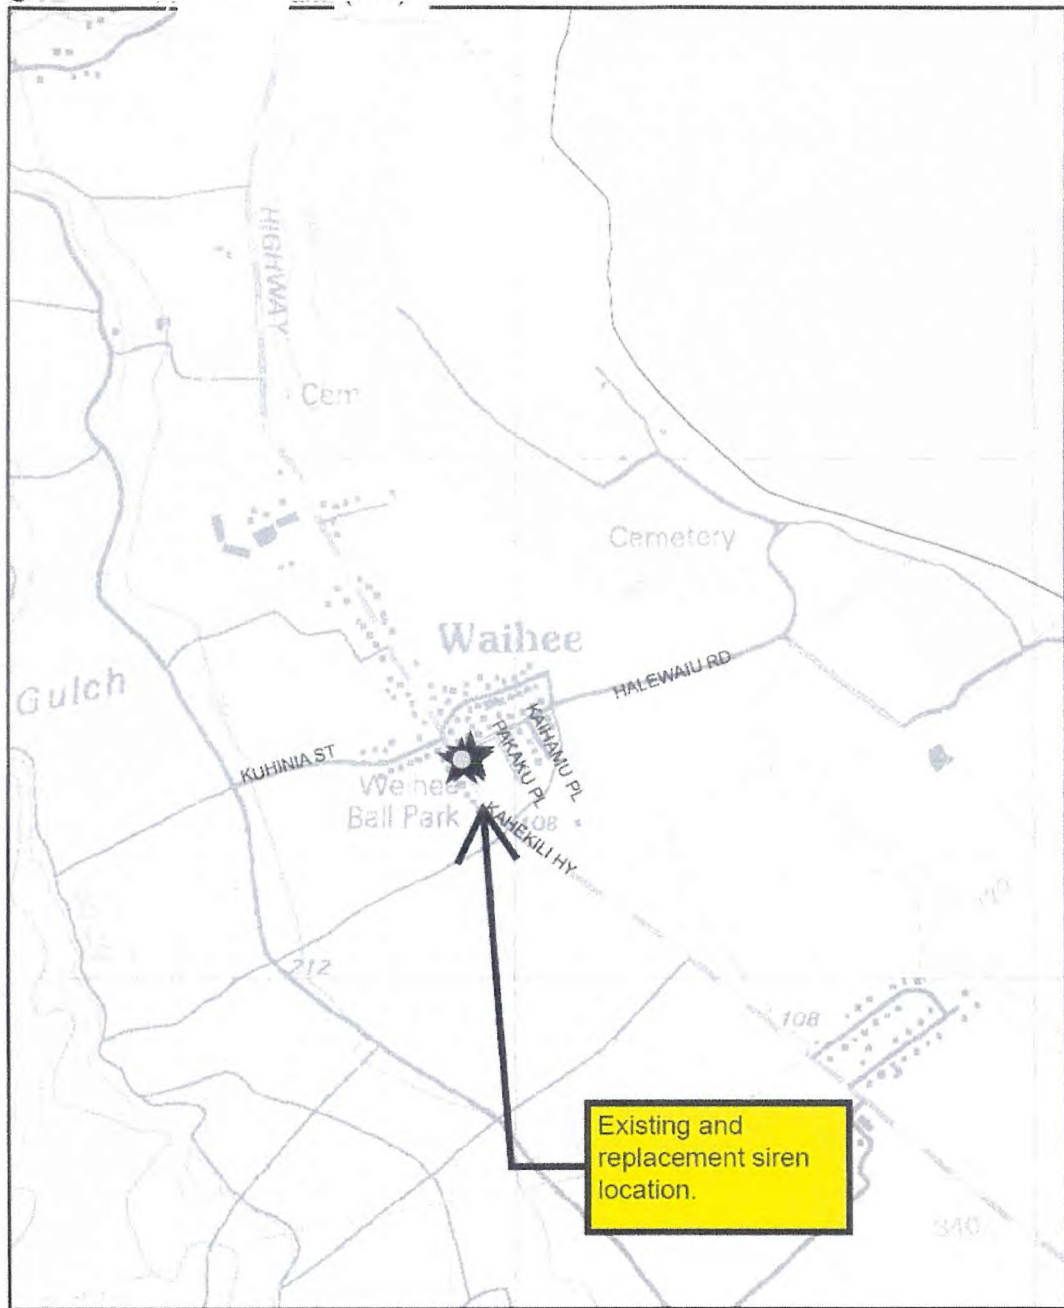 HIGHWAY
Cem
Cemetery
Waihee
Gulch
HALEWAIU RD
KAIHAMU PL
PAKAKU PL
KUHINIA ST
Waihee
Ball Park
108
KAHEKILI HY
212
108
Existing and
replacement siren
location.
340